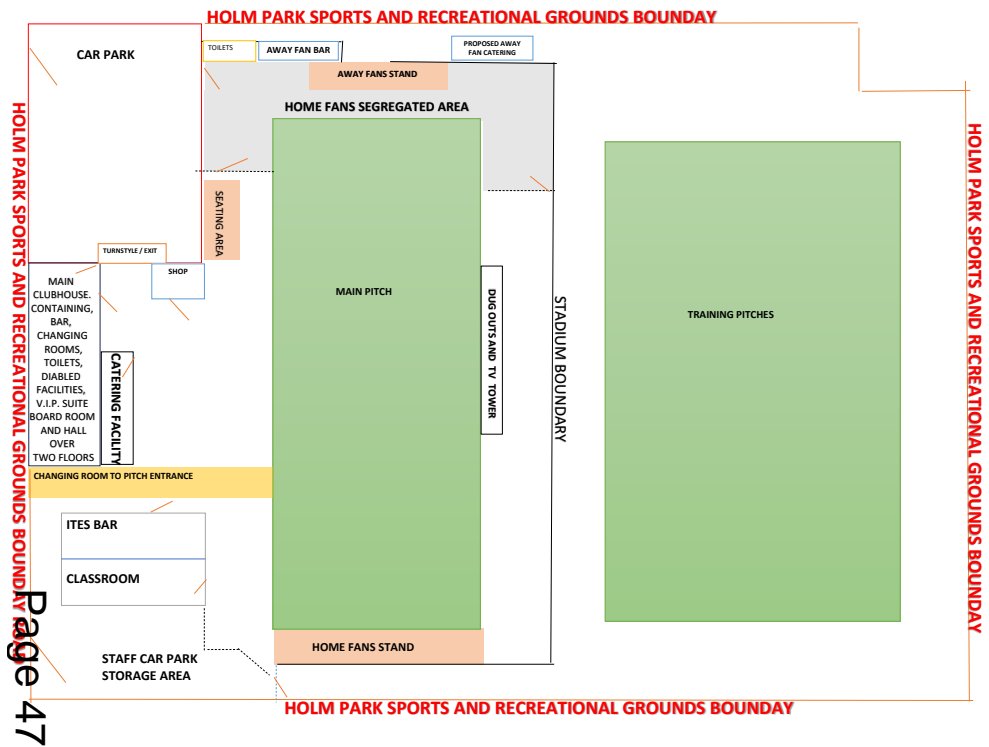 HOLM PARK SPORTS AND RECREATIONAL GROUNDS BOUNDAY
CAR PARK
TOILETS
AWAY FAN BAR
PROPOSED AWAY
FAN CATERING
AWAY FANS STAND
HOME FANS SEGREGATED AREA
HOLM PARK SPORTS AND RECREATIONAL GROUNDS BOUNDAY
HOLM PARK SPORTS AND RECREATIONAL GROUNDS BOUNDAY
SEATING AREA
TURNSTYLE / EXIT
SHOP
MAIN
CLUBHOUSE.
CONTAINING,
BAR,
CHANGING
ROOMS,
TOILETS,
DIABLED
FACILITIES,
V.I.P. SUITE
BOARD ROOM
AND HALL
OVER
TWO FLOORS
CATERING FACILITY
MAIN PITCH
DUG OUTS AND TV TOWER
STADIUM BOUNDARY
TRAINING PITCHES
CHANGING ROOM TO PITCH ENTRANCE
ITES BAR
CLASSROOM
HOME FANS STAND
STAFF CAR PARK
STORAGE AREA
HOLM PARK SPORTS AND RECREATIONAL GROUNDS BOUNDAY
Page 47